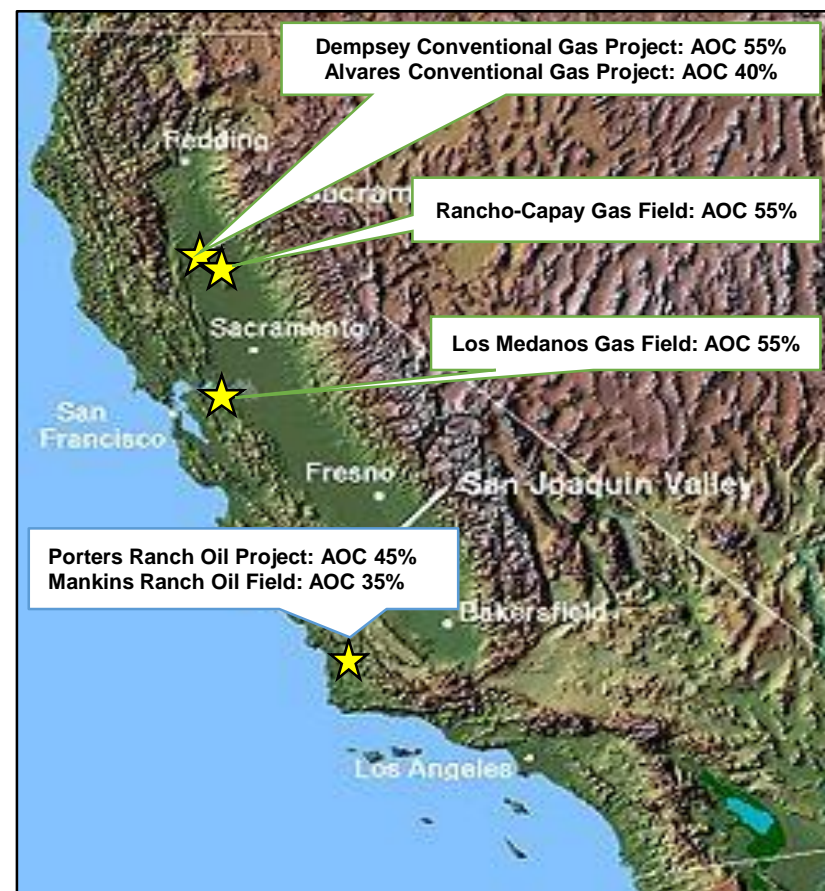 Dempsey Conventional Gas Project: AOC 55%
Alvares Conventional Gas Project: AOC 40%
Redding
Sacram
Rancho-Capay Gas Field: AOC 55%
Sacramento
Los Medanos Gas Field: AOC 55%
San
Francisco
Fresno
San Joaquin Valley
Porters Ranch Oil Project: AOC 45%
Mankins Ranch Oil Field: AOC 35%
Bakersfield
Los Angeles